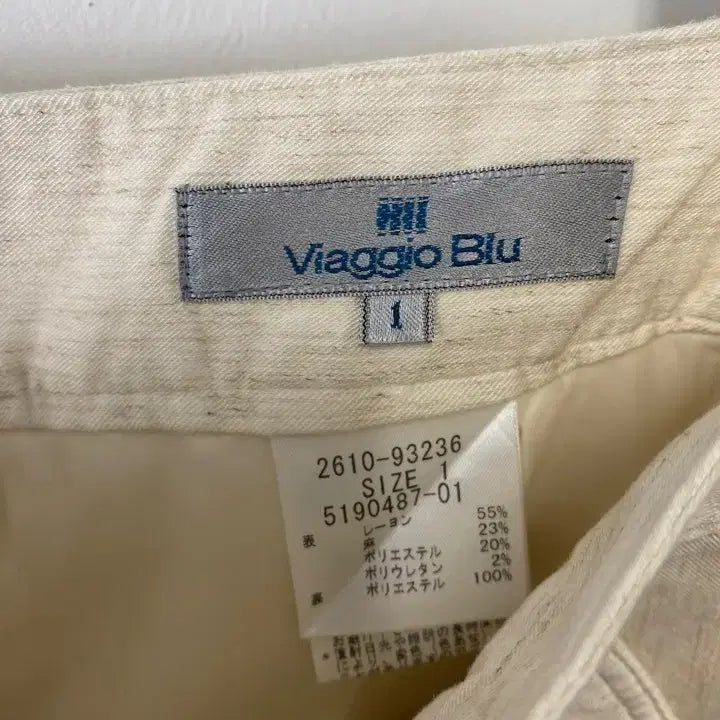 Viaggio Blu
1
2610-93236
SIZE 1
5190487-01
表 レーヨン 55%
麻 23%
ポリエステル 20%
ポリウレタン 2%
裏 ポリエステル 100%